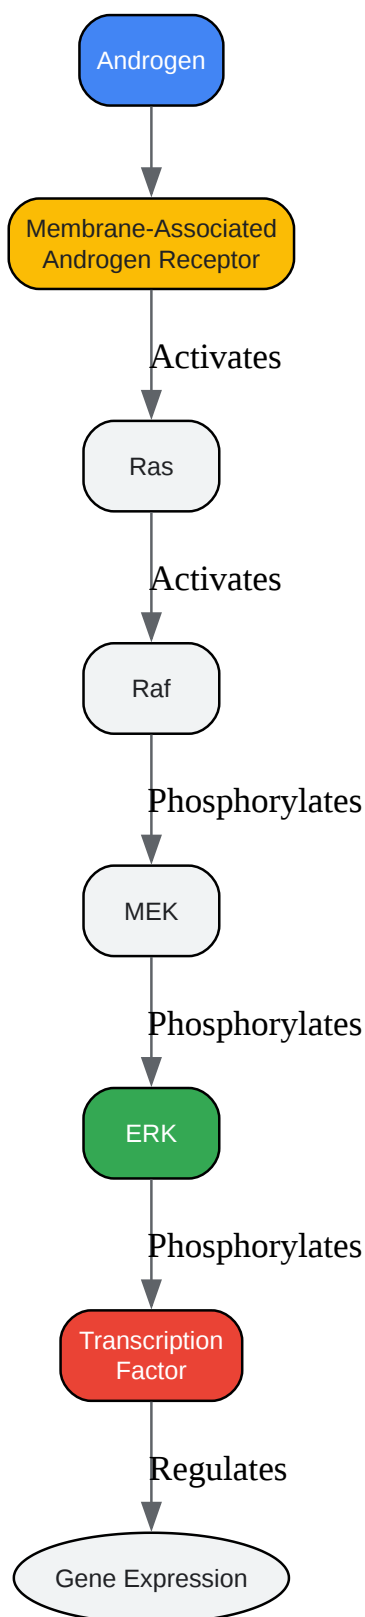 Androgen
Membrane-Associated
Androgen Receptor
Activates
Ras
Activates
Raf
Phosphorylates
MEK
Phosphorylates
ERK
Phosphorylates
Transcription
Factor
Regulates
Gene Expression